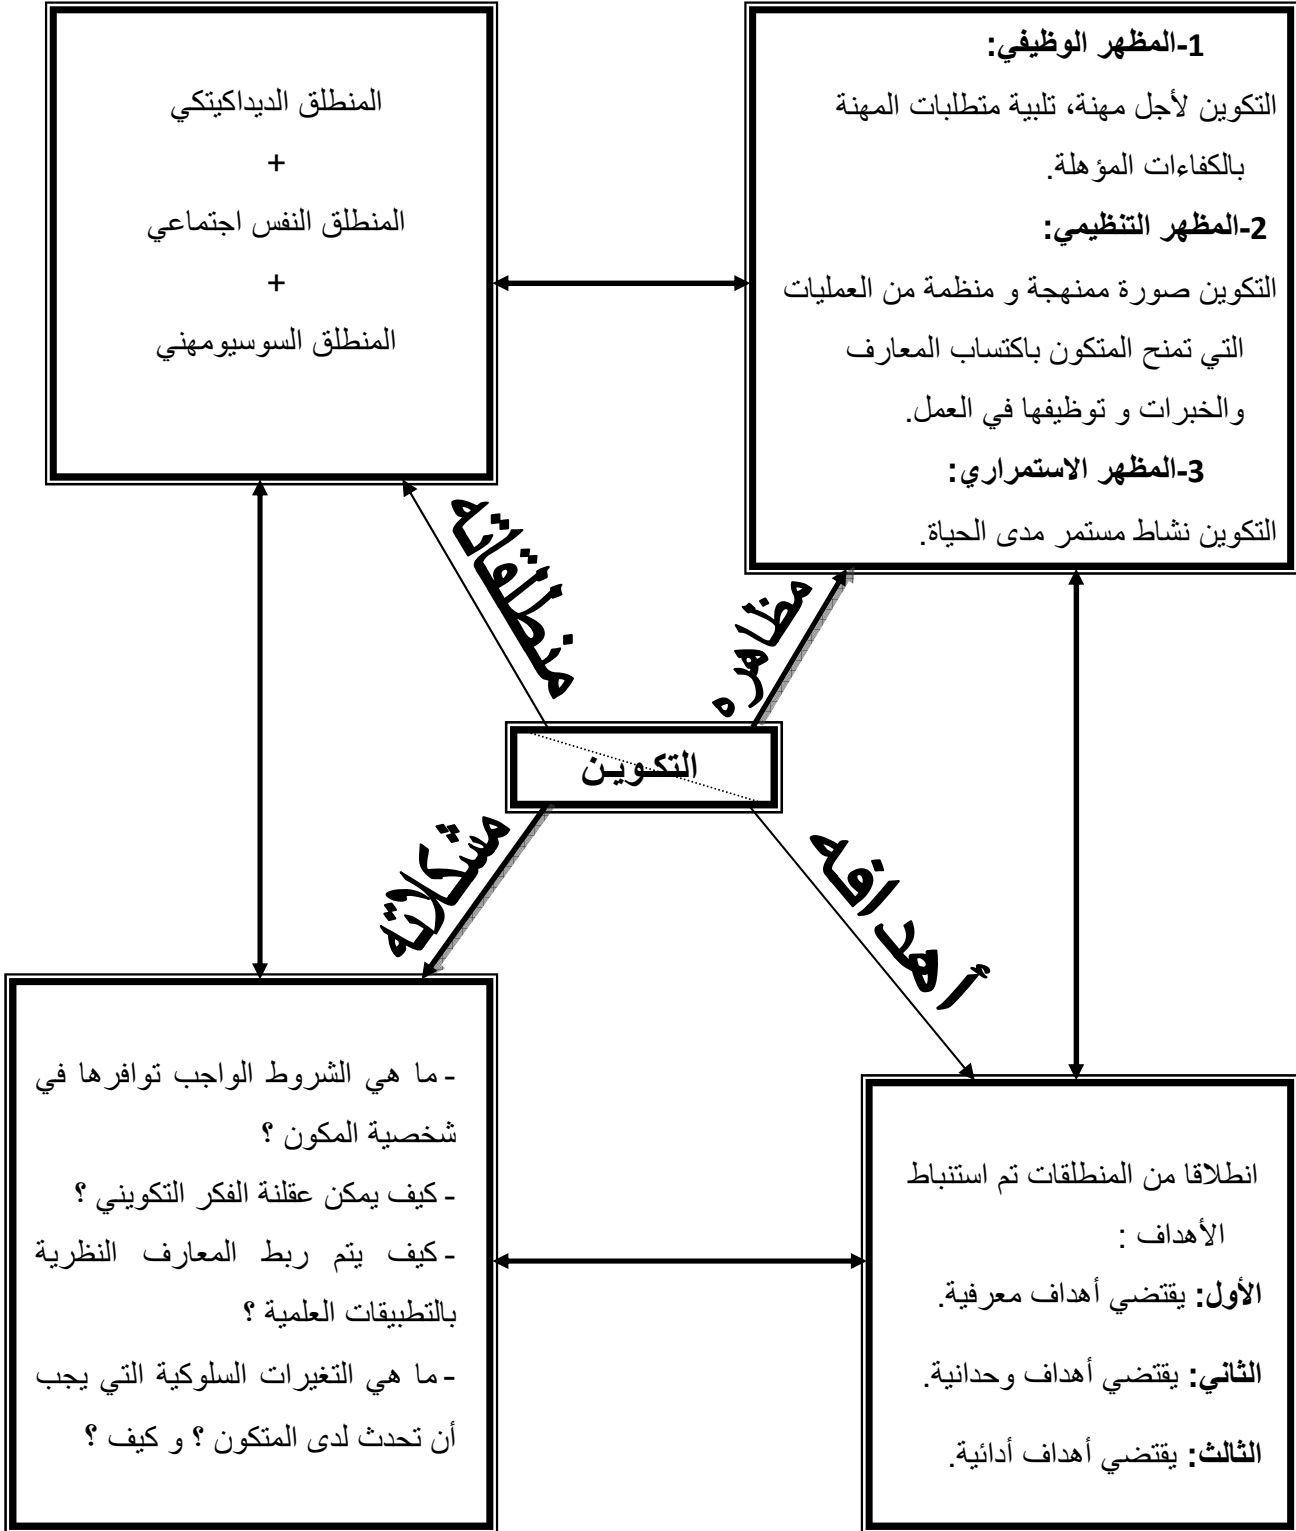 1-المظهر الوظيفي:
التكوين لأجل مهنة، تلبية متطلبات المهنة
بالكفاءات المؤهلة.
2-المظهر التنظيمي:
التكوين صورة ممنهجة و منظمة من العمليات
التي تمنح المتكون باكتساب المعارف
والخبرات و توظيفها في العمل.
3-المظهر الاستمراري:
التكوين نشاط مستمر مدى الحياة.
المنطلق الديداكيتكي
+
المنطلق النفس اجتماعي
+
المنطلق السوسيومهني
مظاهره
منطلقاته
التكوين
أهدافه
مشكلاته
انطلاقا من المنطلقات تم استنباط
الأهداف :
الأول: يقتضي أهداف معرفية.
الثاني: يقتضي أهداف وحدانية.
الثالث: يقتضي أهداف أدائية.
- ما هي الشروط الواجب توافرها في
شخصية المكون ؟
- كيف يمكن عقلنة الفكر التكويني ؟
- كيف يتم ربط المعارف النظرية
بالتطبيقات العلمية ؟
- ما هي التغيرات السلوكية التي يجب
أن تحدث لدى المتكون ؟ و كيف ؟